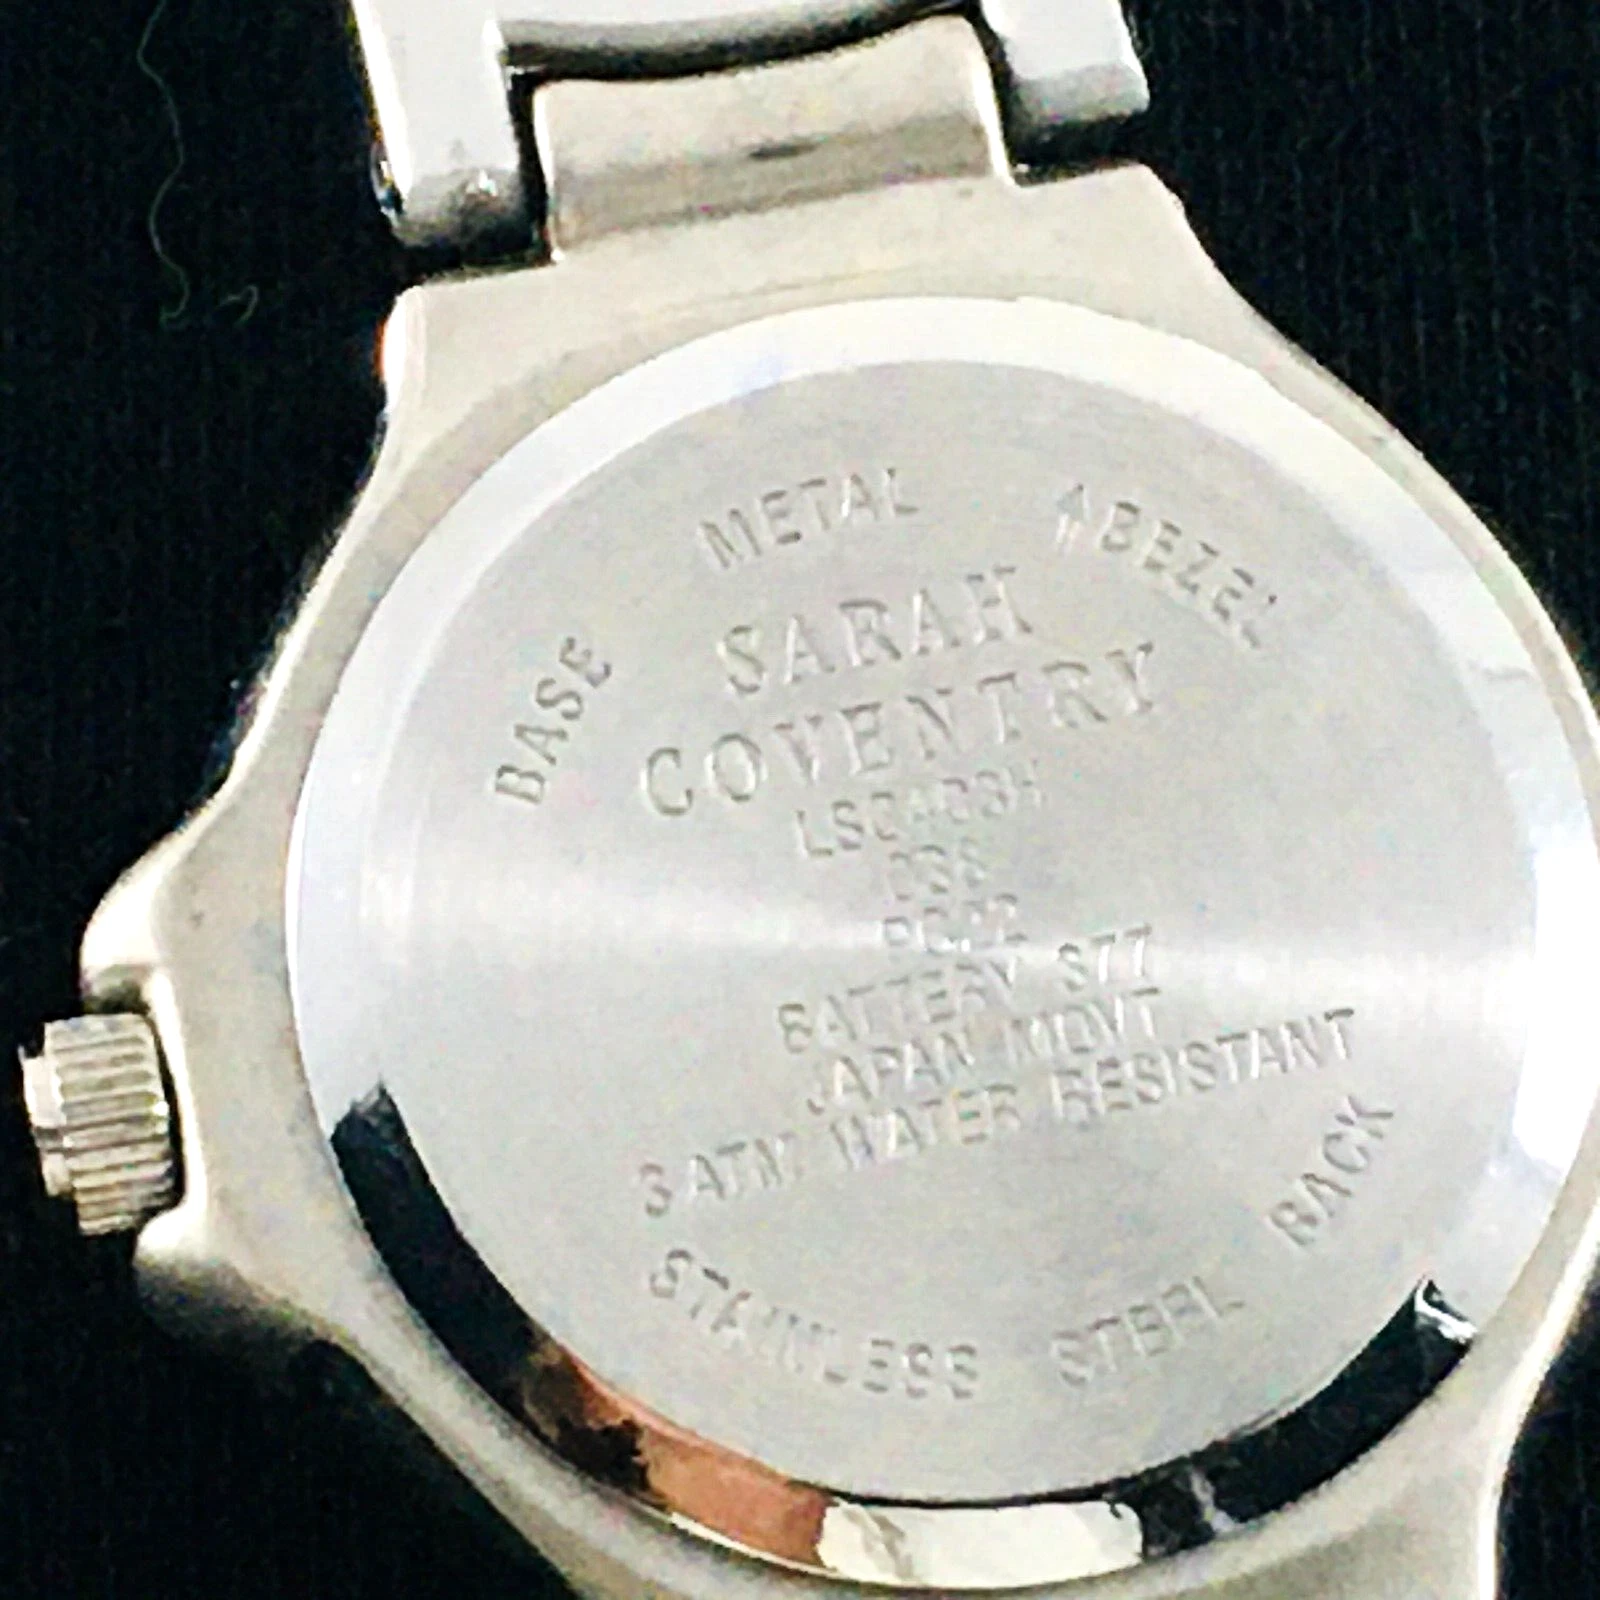 BASE METAL BEZEL
SARAH
COVENTRY
BATTERY 377
JAPAN MOVT
3 ATM WATER RESISTANT
STAINLESS STEEL BACK